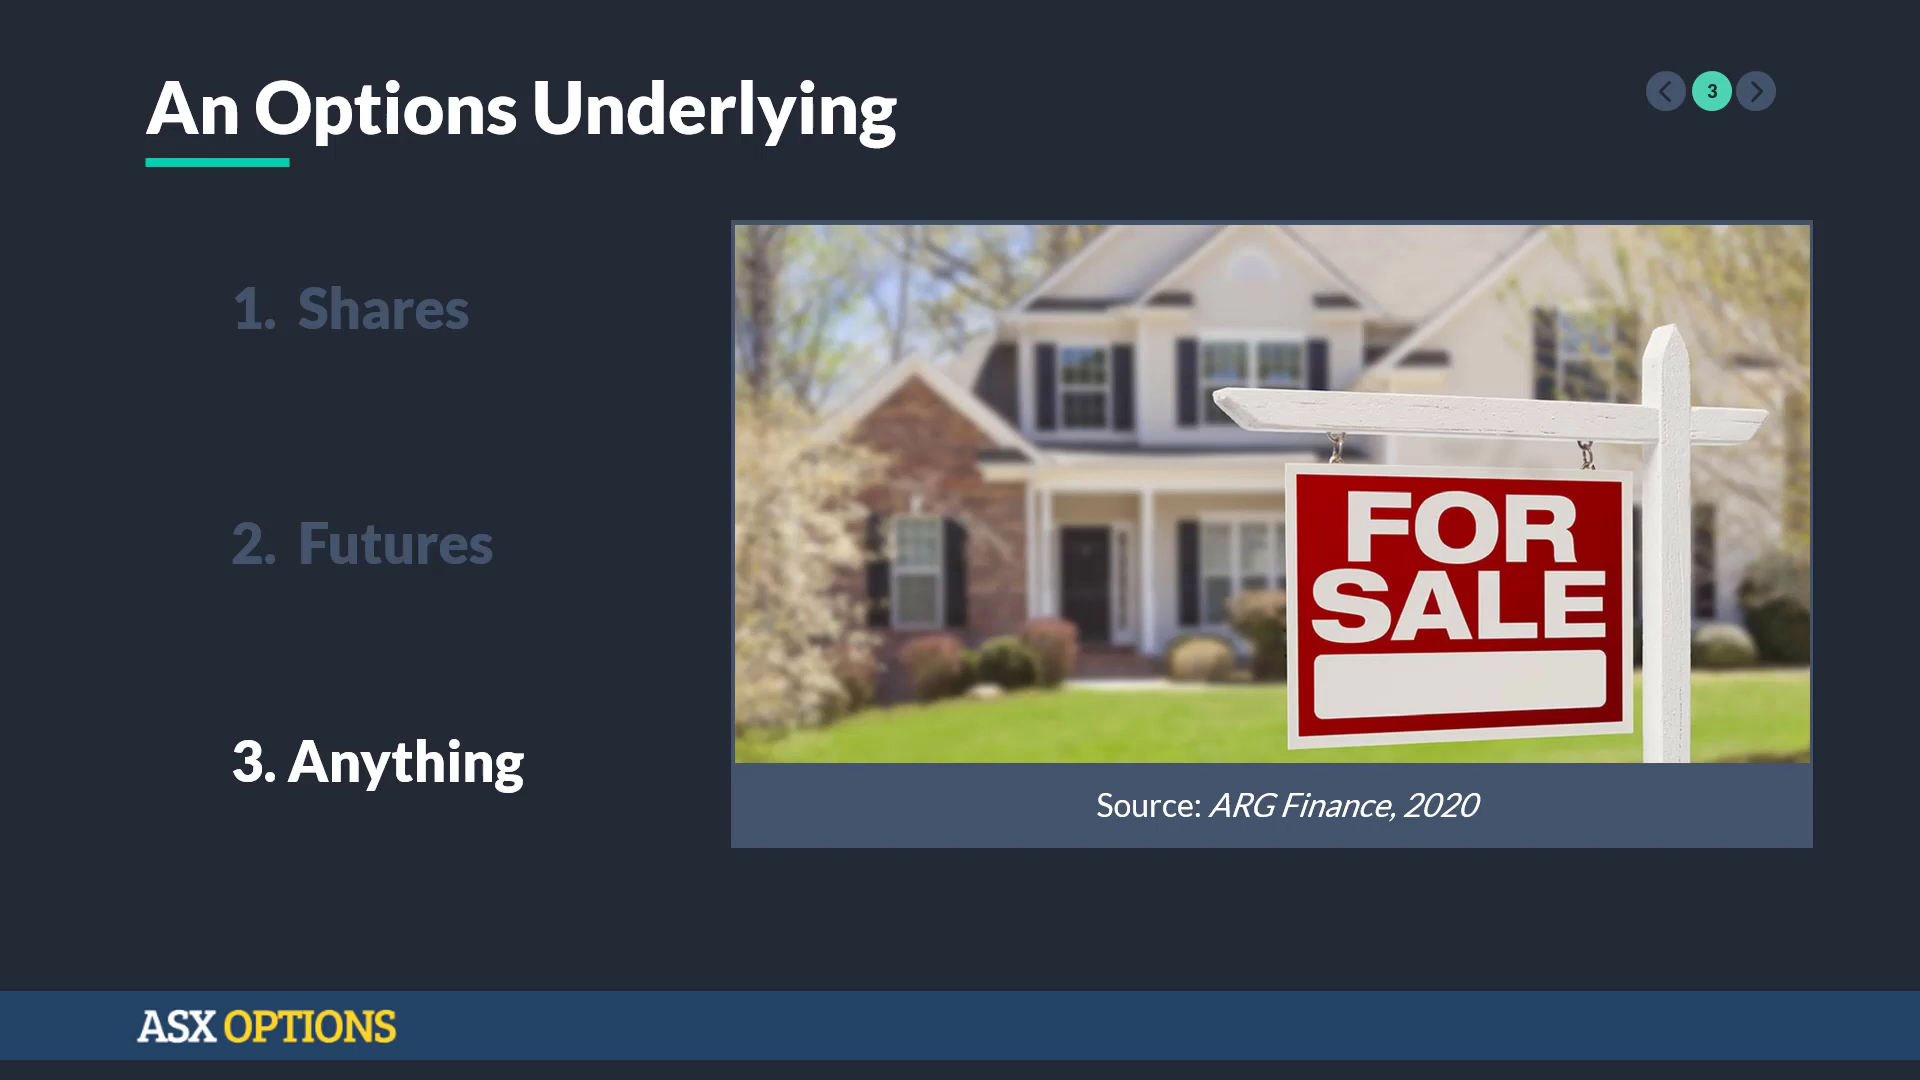 An Options Underlying
3
1. Shares
2. Futures
3. Anything
FOR
SALE
Source: ARG Finance, 2020
ASX OPTIONS